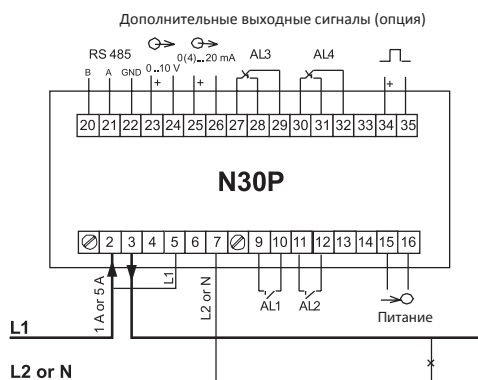 Дополнительные выходные сигналы (опция)
RS 485
0...10 V
0(4)...20 mA
AL3
AL4
B A GND + + +
20 21 22 23 24 25 26 27 28 29 30 31 32 33 34 35
N30P
2 3 4 5 6 7 9 10 11 12 13 14 15 16
1 A or 5 A
L1
L2 or N
AL1
AL2
Питание
L1
L2 or N